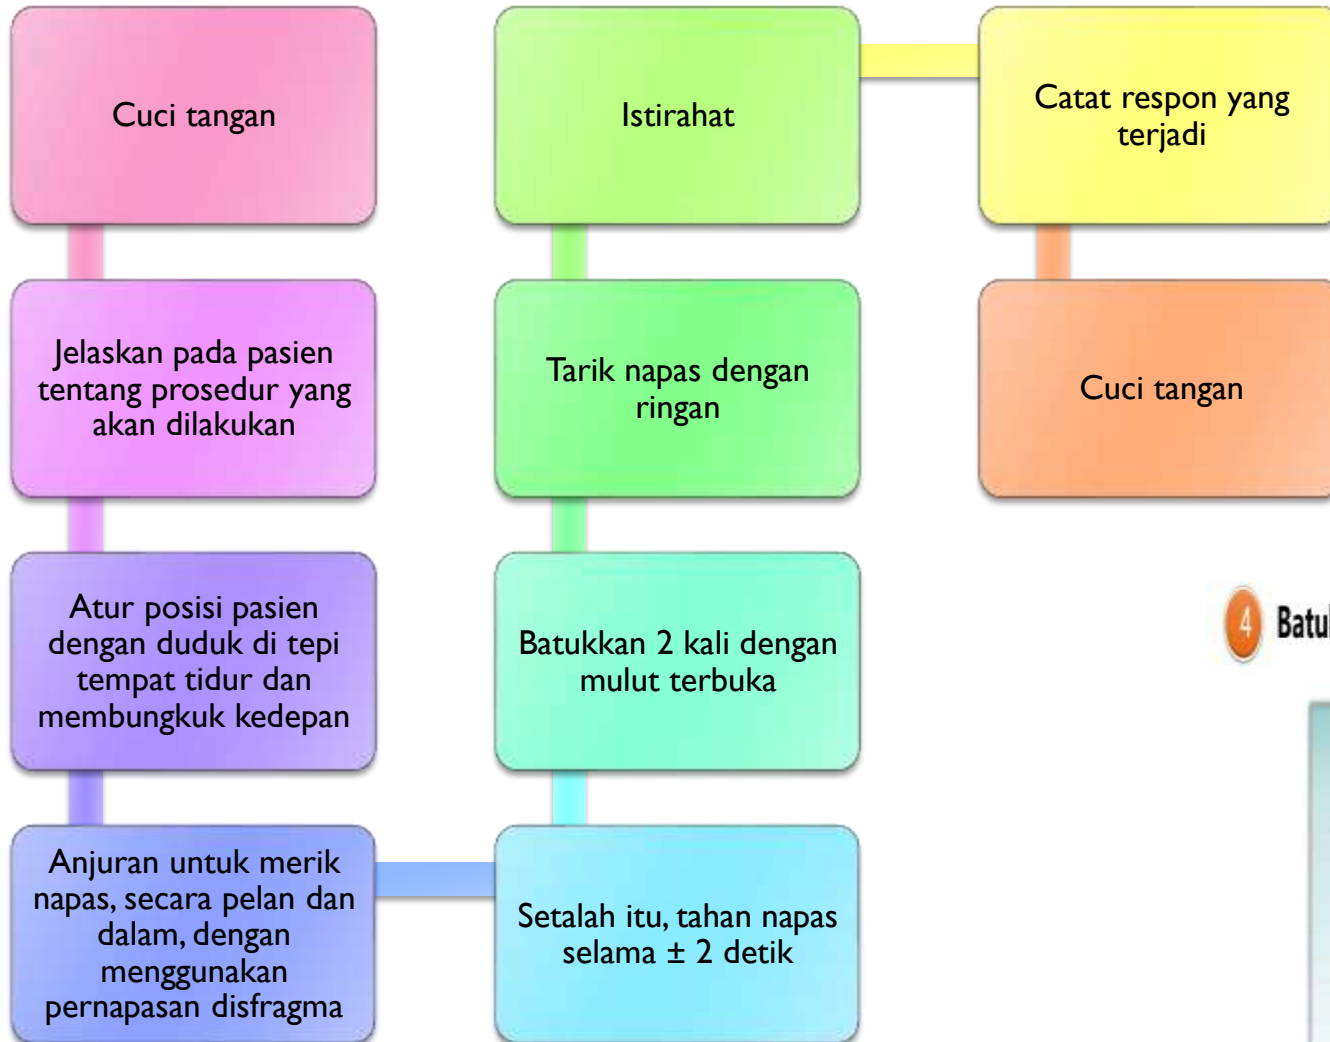 Cuci tangan
Jelaskan pada pasien
tentang prosedur yang
akan dilakukan
Atur posisi pasien
dengan duduk di tepi
tempat tidur dan
membungkuk kedepan
Anjuran untuk merik
napas, secara pelan dan
dalam, dengan
menggunakan
pernapasan disfragma
Setalah itu, tahan napas
selama ± 2 detik
Batukkan 2 kali dengan
mulut terbuka
Tarik napas dengan
ringan
Istirahat
Catat respon yang
terjadi
Cuci tangan
4